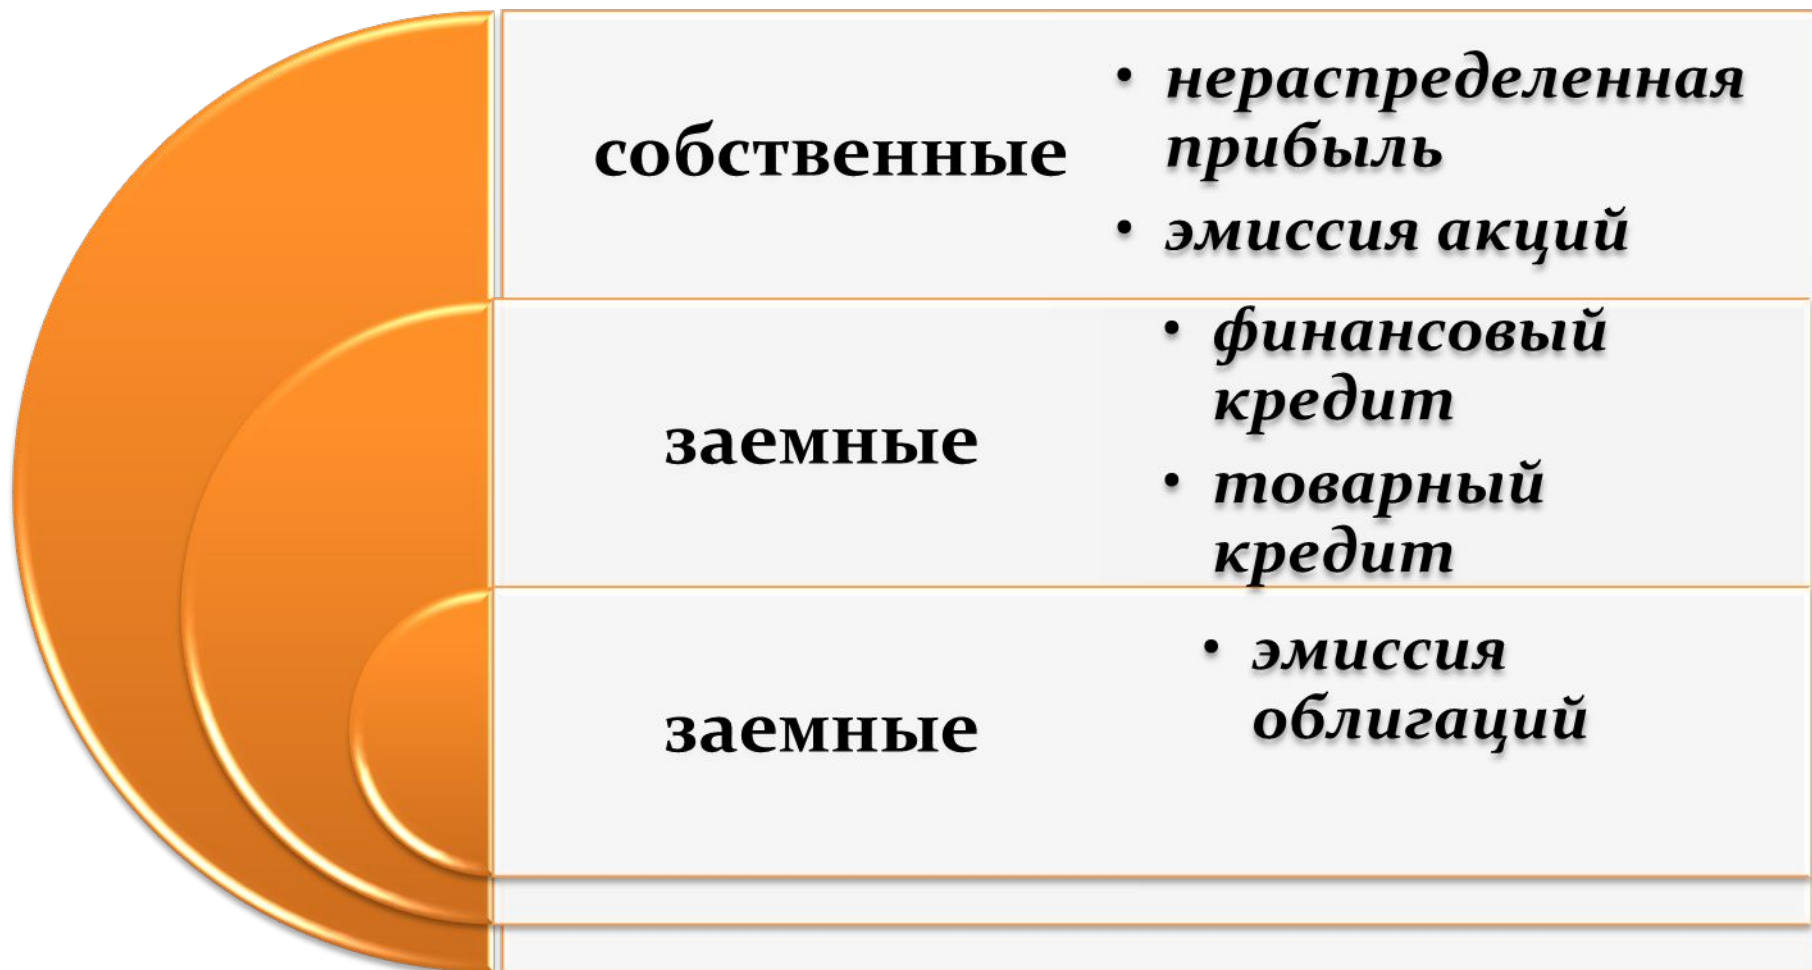 собственные
• нераспределенная
прибыль
• эмиссия акций
заемные
• финансовый
кредит
• товарный
кредит
заемные
• эмиссия
облигаций